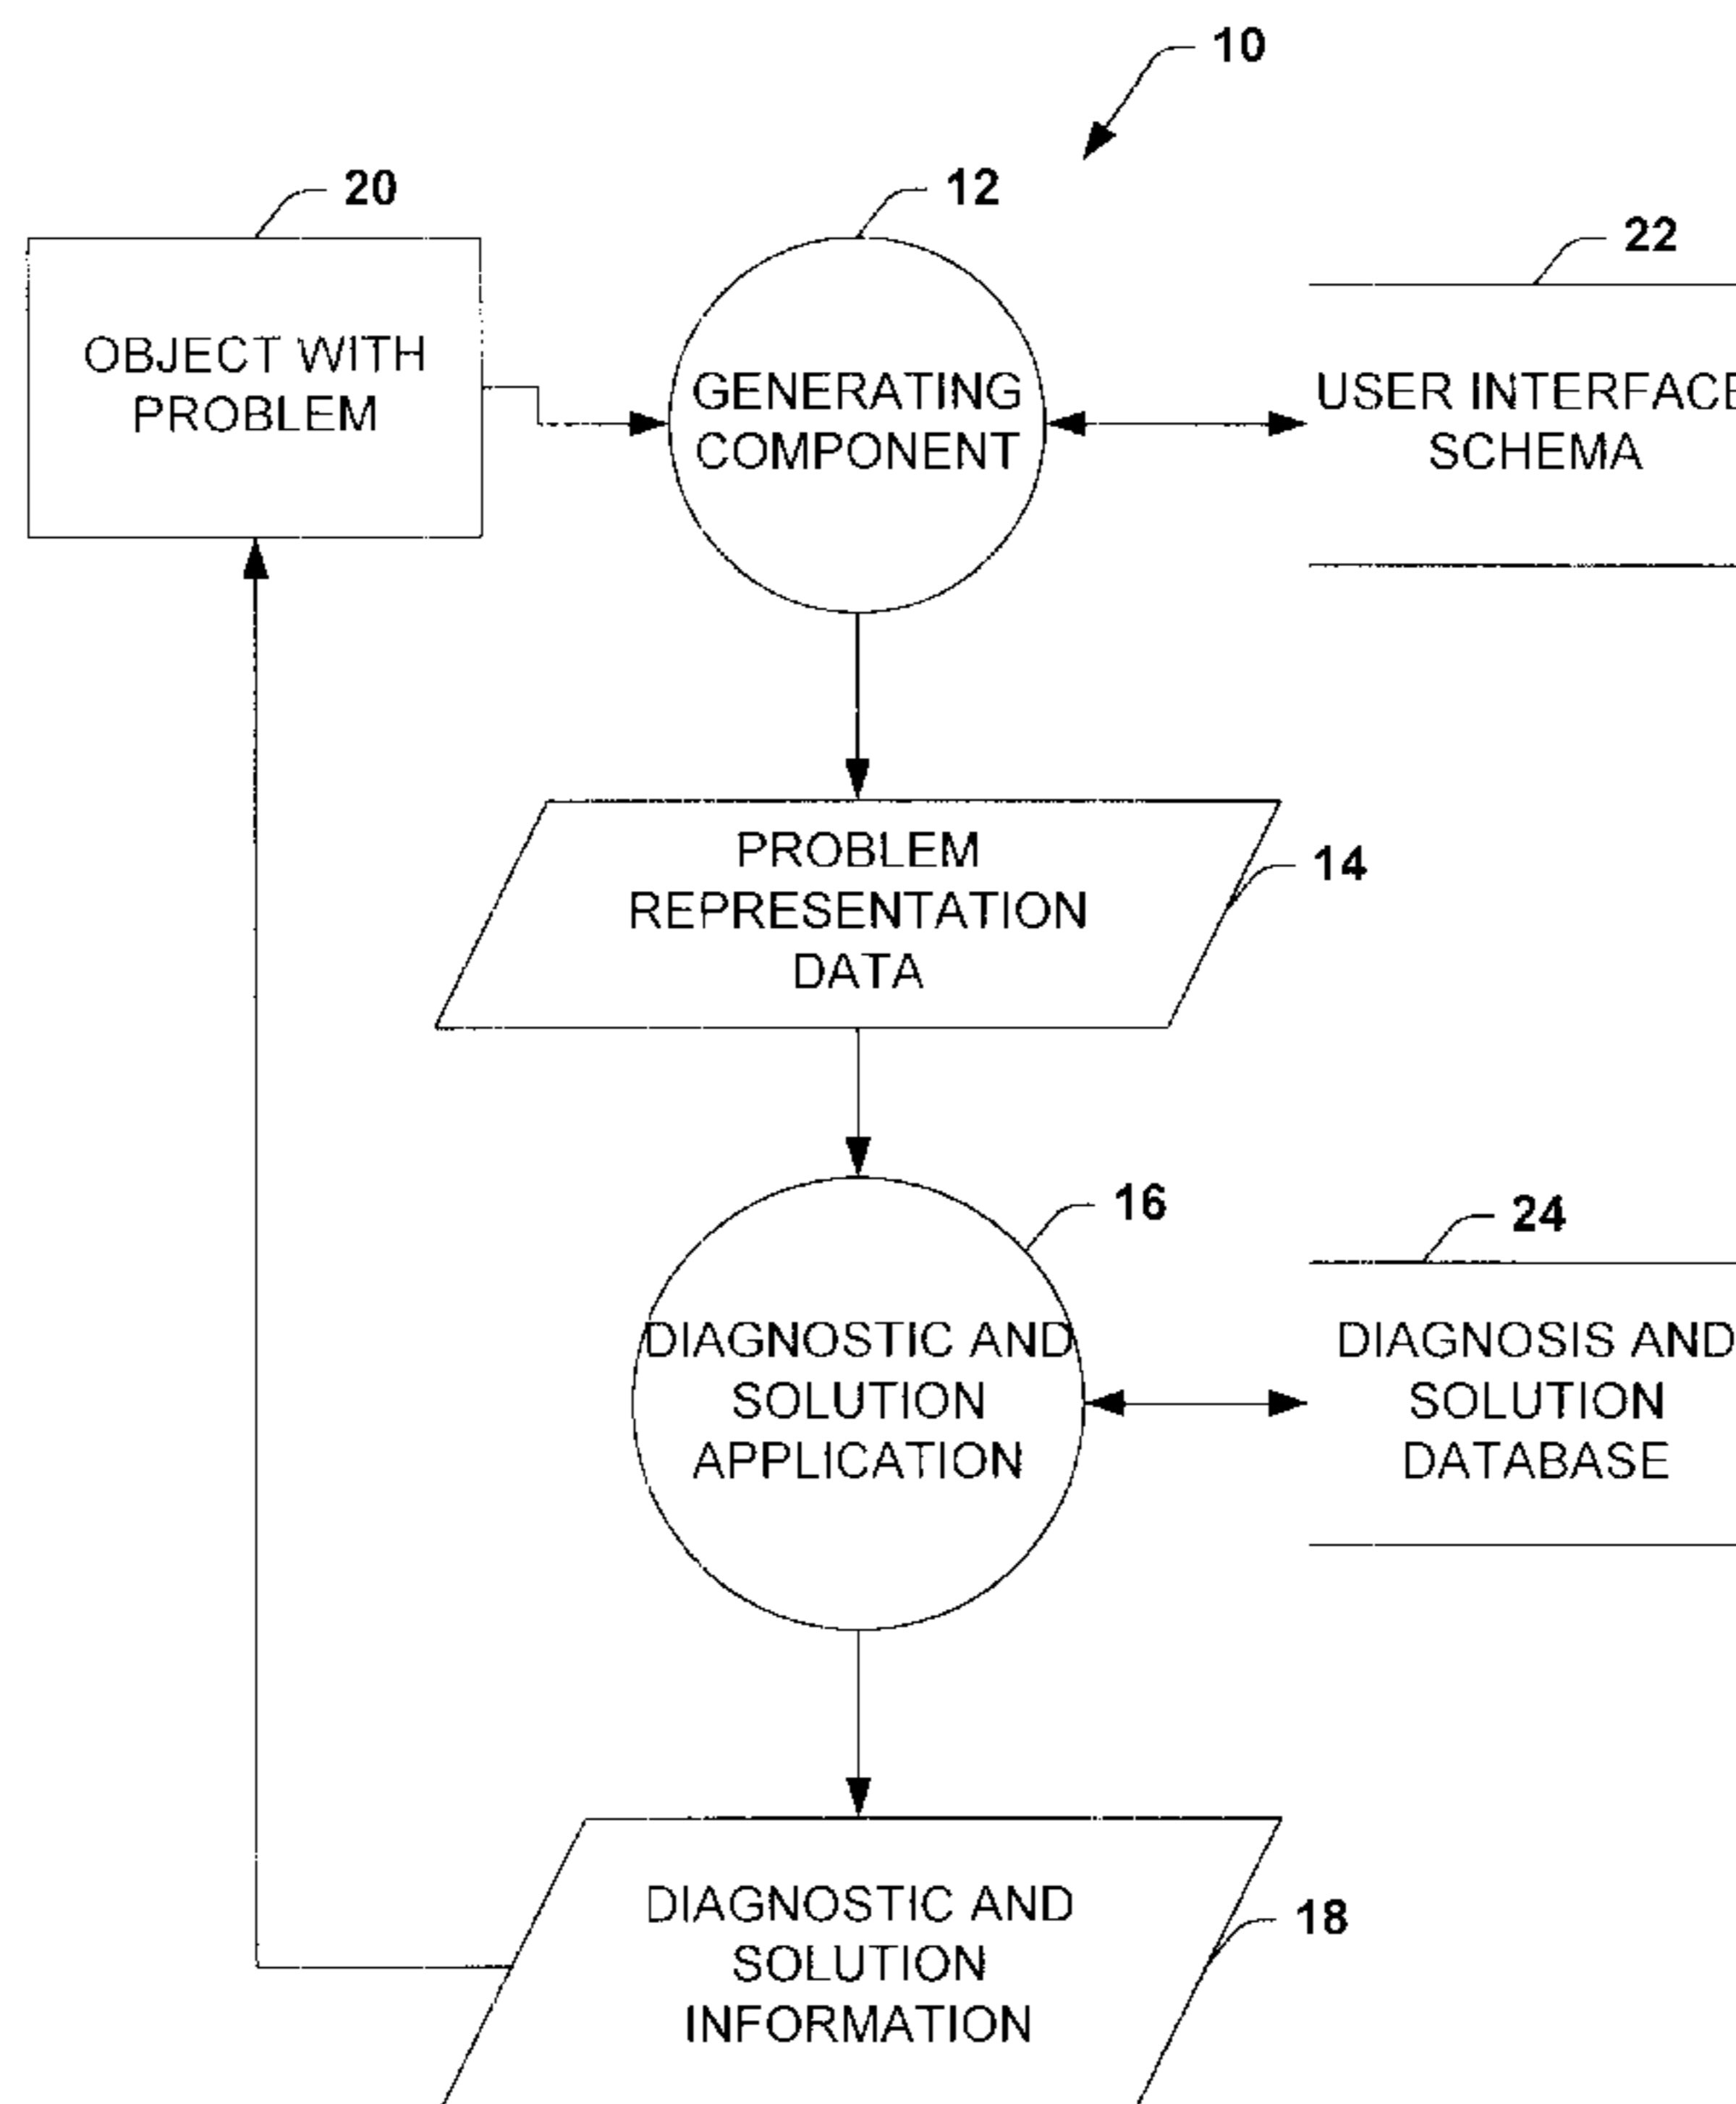 10
20
12
22
OBJECT WITH
PROBLEM
GENERATING
COMPONENT
USER INTERFACE
SCHEMA
PROBLEM
REPRESENTATION
DATA
14
16
24
DIAGNOSTIC AND
SOLUTION
APPLICATION
DIAGNOSIS AND
SOLUTION
DATABASE
DIAGNOSTIC AND
SOLUTION
INFORMATION
18